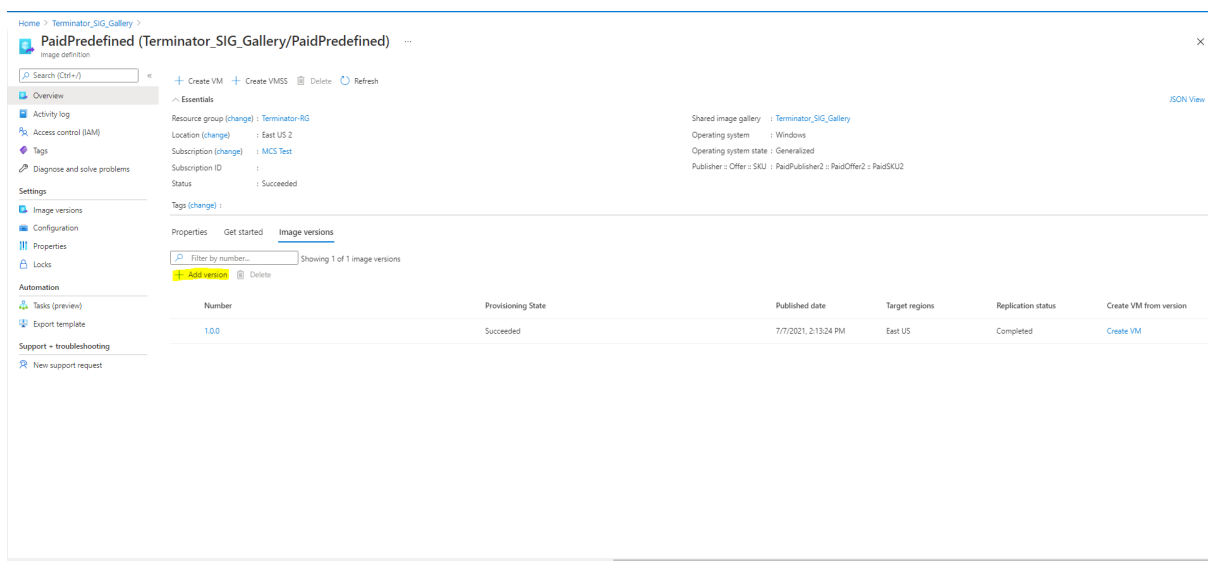 Home > Terminator_SIG_Gallery >
PaidPredefined (Terminator_SIG_Gallery/PaidPredefined) ...
Image definition
Search (Ctrl+/) «
Overview
Activity log
Access control (IAM)
Tags
Diagnose and solve problems
Settings
Image versions
Configuration
Properties
Locks
Automation
Tasks (preview)
Export template
Support + troubleshooting
New support request
+ Create VM + Create VMSS Delete Refresh
Essentials JSON View
Resource group (change) : Terminator-RG
Location (change) : East US 2
Subscription (change) : MCS Test
Subscription ID :
Status : Succeeded
Shared image gallery : Terminator_SIG_Gallery
Operating system : Windows
Operating system state : Generalized
Publisher :: Offer :: SKU : PaidPublisher2 :: PaidOffer2 :: PaidSKU2
Tags (change) :
Properties Get started Image versions
Filter by number... Showing 1 of 1 image versions
+ Add version Delete
Number Provisioning State Published date Target regions Replication status Create VM from version
1.0.0 Succeeded 7/7/2021, 2:13:24 PM East US Completed Create VM